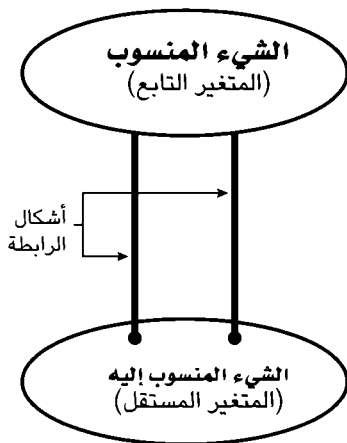 الشيء المنسوب
(المتغير التابع)
أشكال
الرابطة
الشيء المنسوب إليه
(المتغير المستقل)